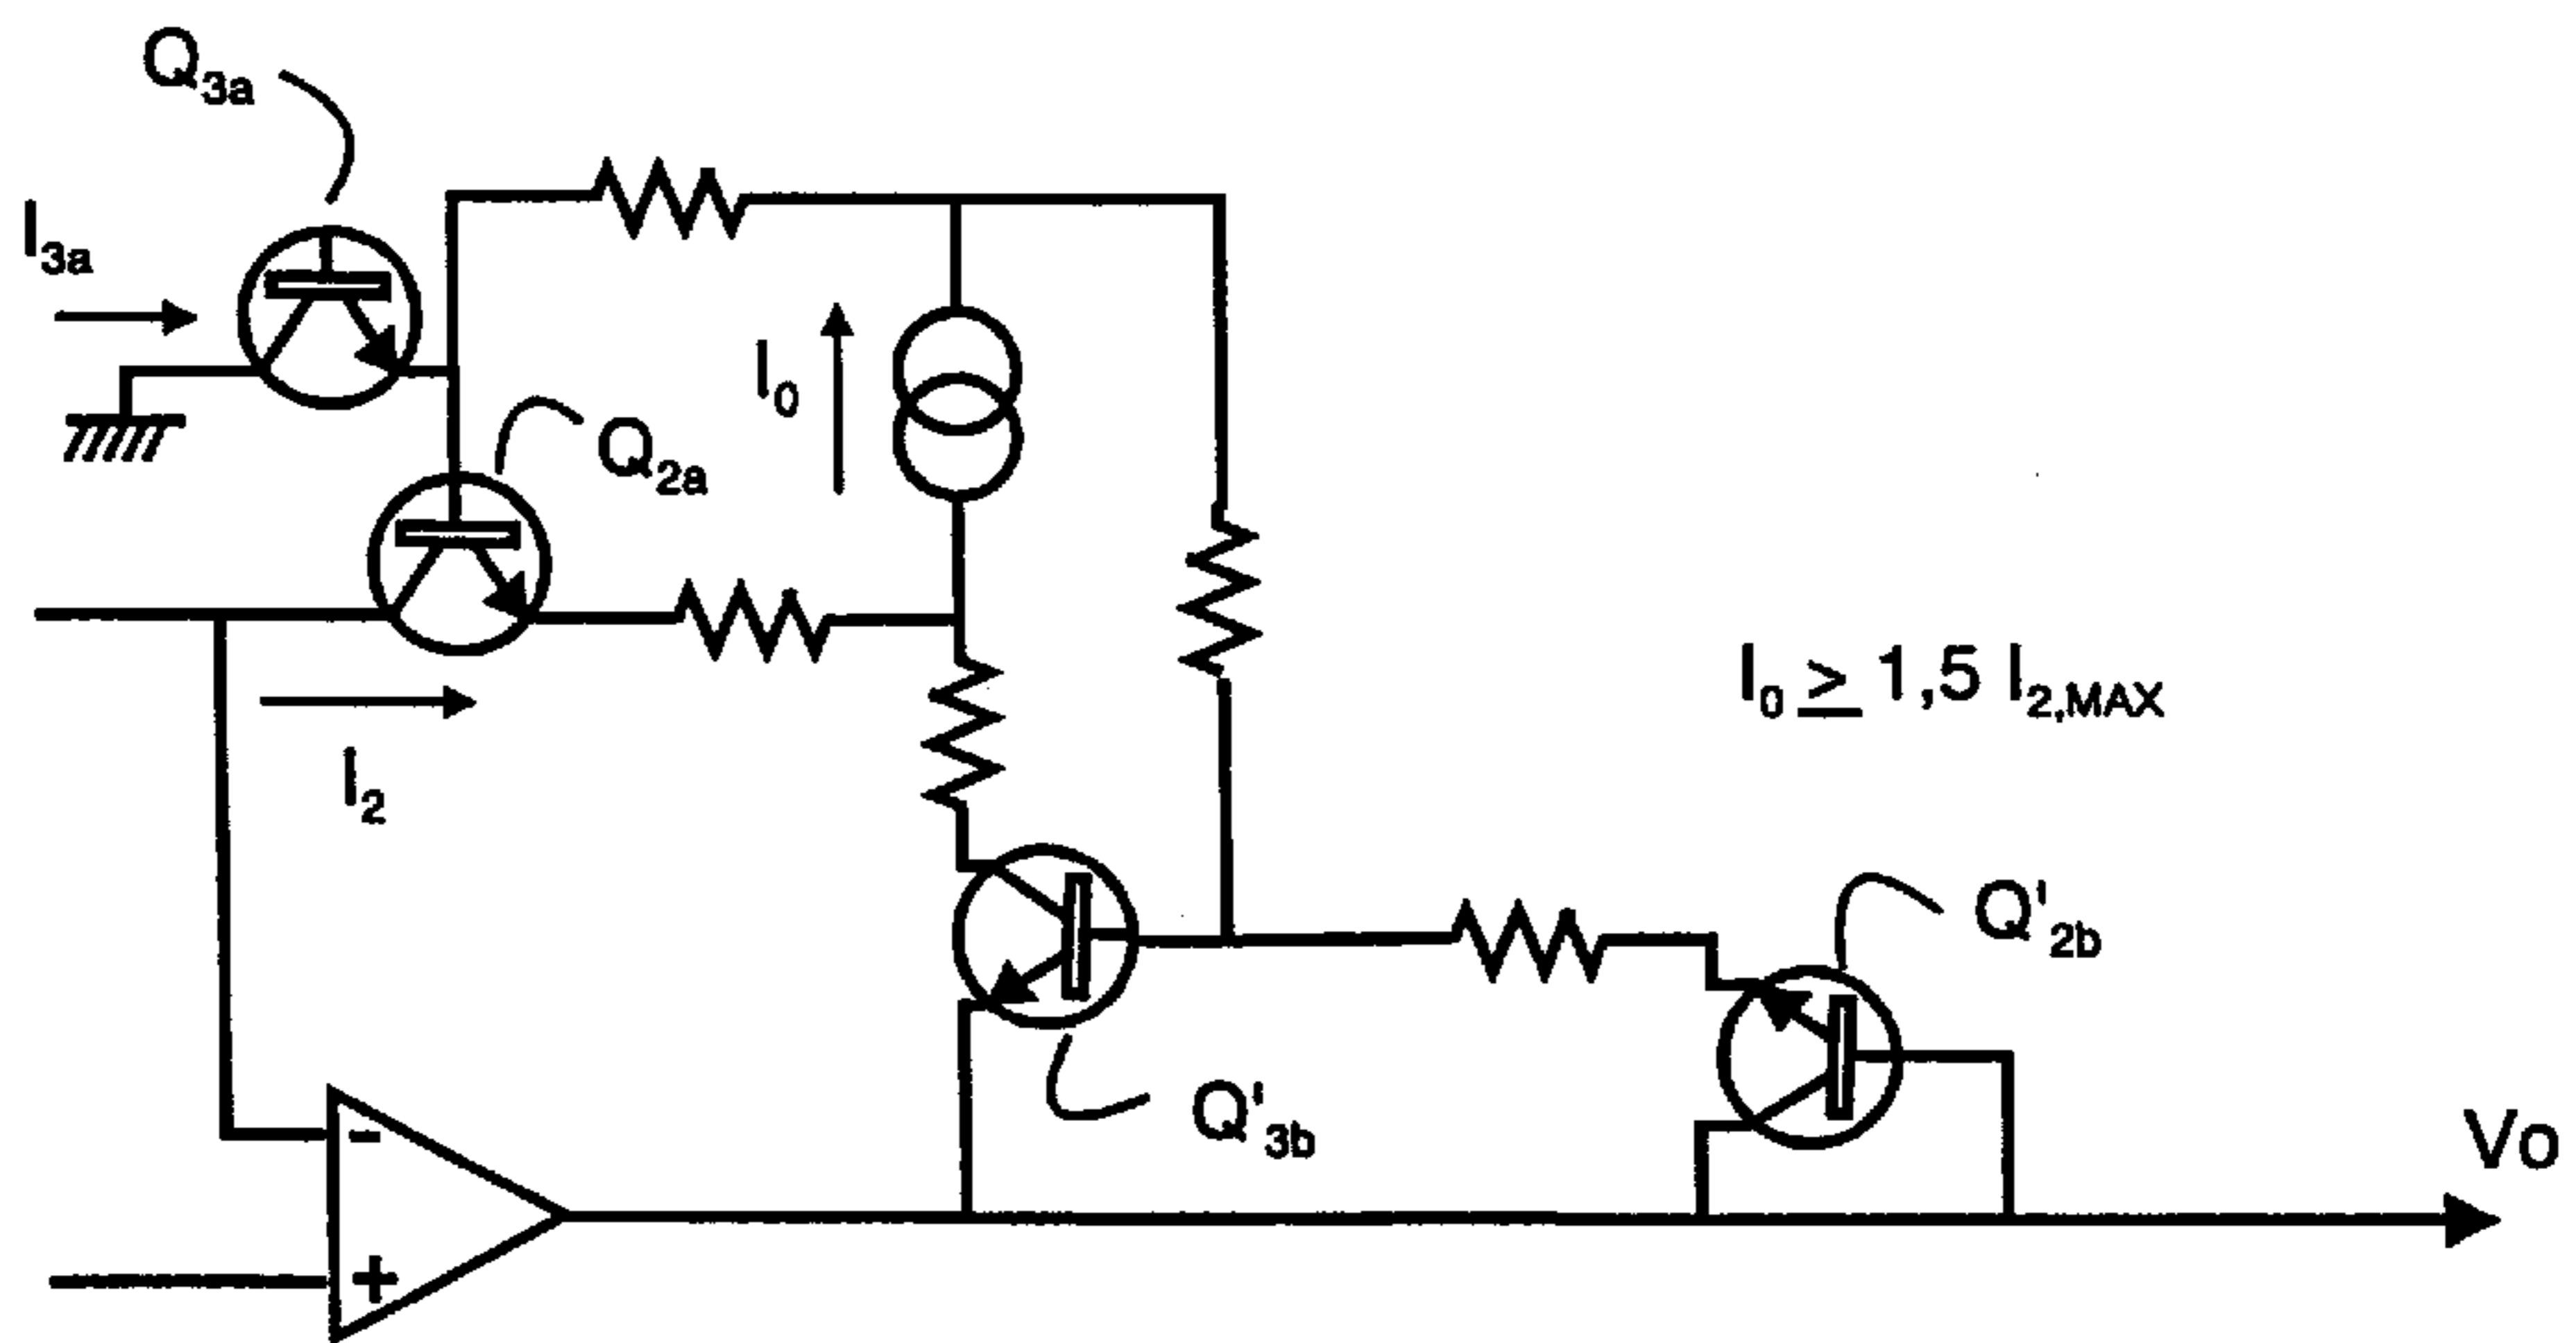 Q3a
I3a
I0
Q2a
I0 ≥ 1,5 I2,MAX
I2
Q'2b
Q'3b
Vo
-
+